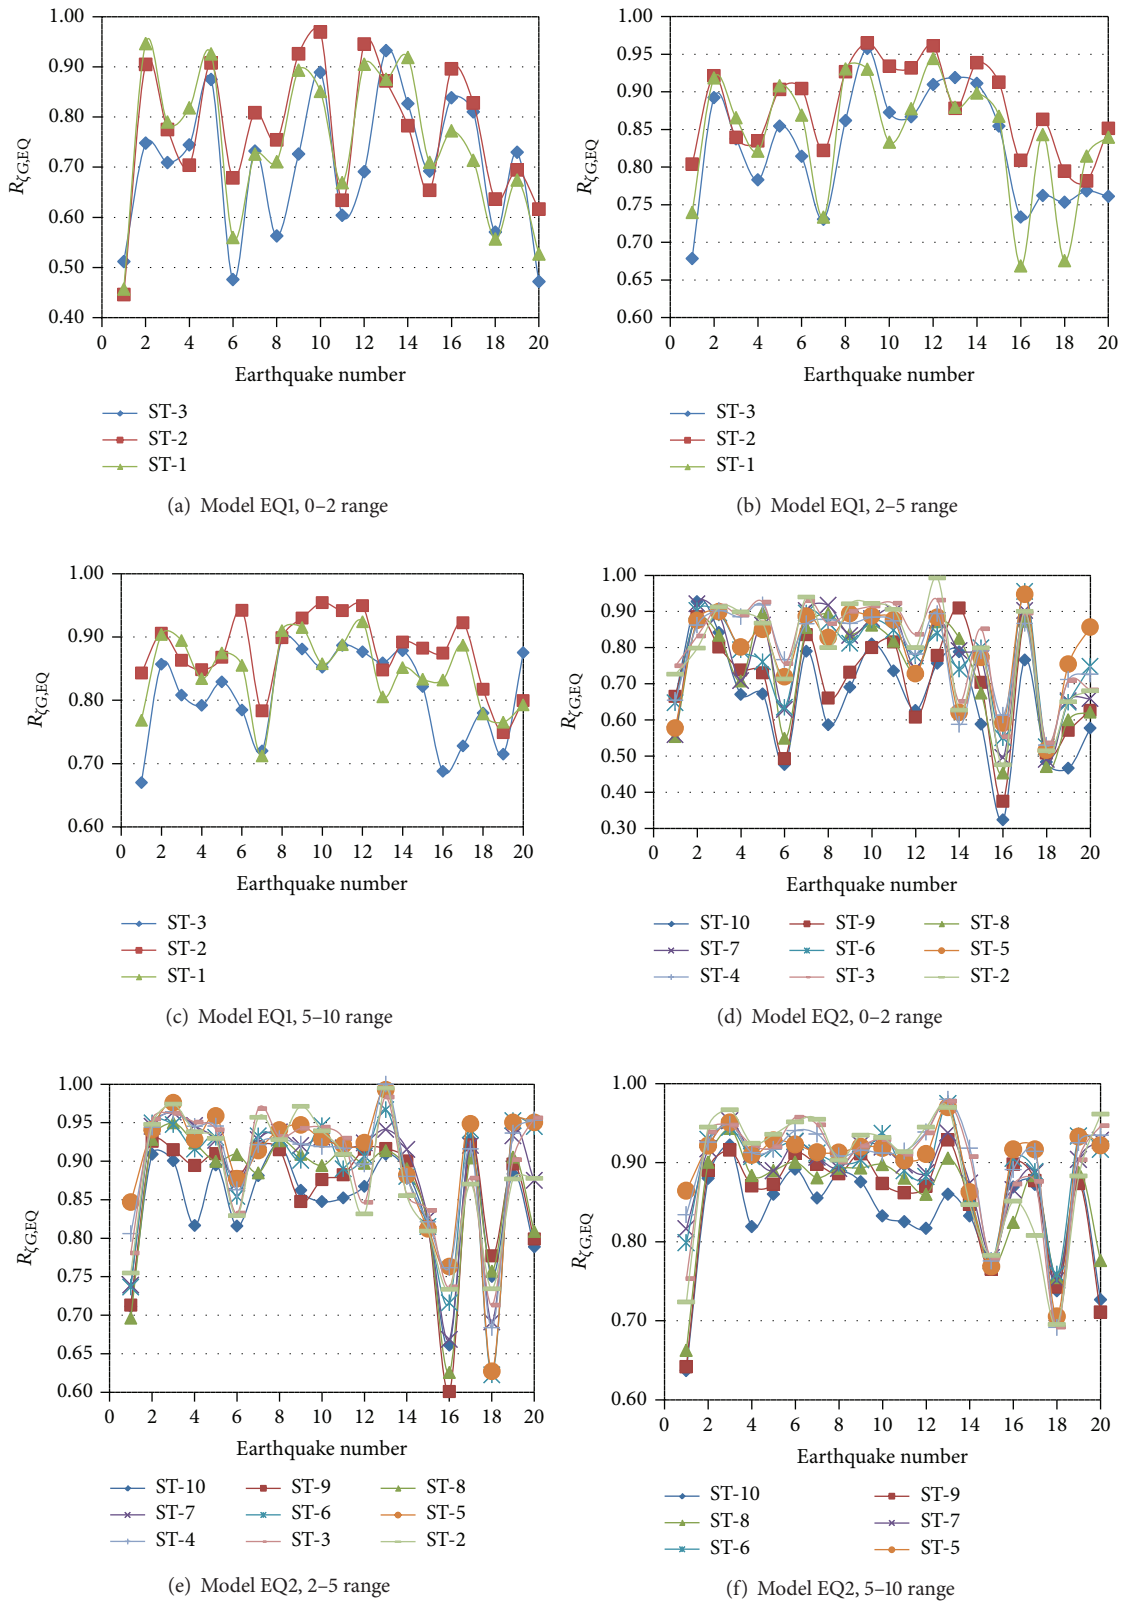 1.00
0.90
0.80
0.70
0.60
0.50
0.40
R ζG,EQ
0 2 4 6 8 10 12 14 16 18 20
Earthquake number
ST-3
ST-2
ST-1
(a) Model EQ1, 0–2 range
1.00
0.95
0.90
0.85
0.80
0.75
0.70
0.65
0.60
R ζG,EQ
0 2 4 6 8 10 12 14 16 18 20
Earthquake number
ST-3
ST-2
ST-1
(b) Model EQ1, 2–5 range
1.00
0.90
0.80
0.70
0.60
R ζG,EQ
0 2 4 6 8 10 12 14 16 18 20
Earthquake number
ST-3
ST-2
ST-1
(c) Model EQ1, 5–10 range
1.00
0.90
0.80
0.70
0.60
0.50
0.40
0.30
R ζG,EQ
0 2 4 6 8 10 12 14 16 18 20
Earthquake number
ST-10 ST-9 ST-8
ST-7 ST-6 ST-5
ST-4 ST-3 ST-2
(d) Model EQ2, 0–2 range
1.00
0.95
0.90
0.85
0.80
0.75
0.70
0.65
0.60
R ζG,EQ
0 2 4 6 8 10 12 14 16 18 20
Earthquake number
ST-10 ST-9 ST-8
ST-7 ST-6 ST-5
ST-4 ST-3 ST-2
(e) Model EQ2, 2–5 range
1.00
0.90
0.80
0.70
0.60
R ζG,EQ
0 2 4 6 8 10 12 14 16 18 20
Earthquake number
ST-10 ST-9
ST-8 ST-7
ST-6 ST-5
(f) Model EQ2, 5–10 range